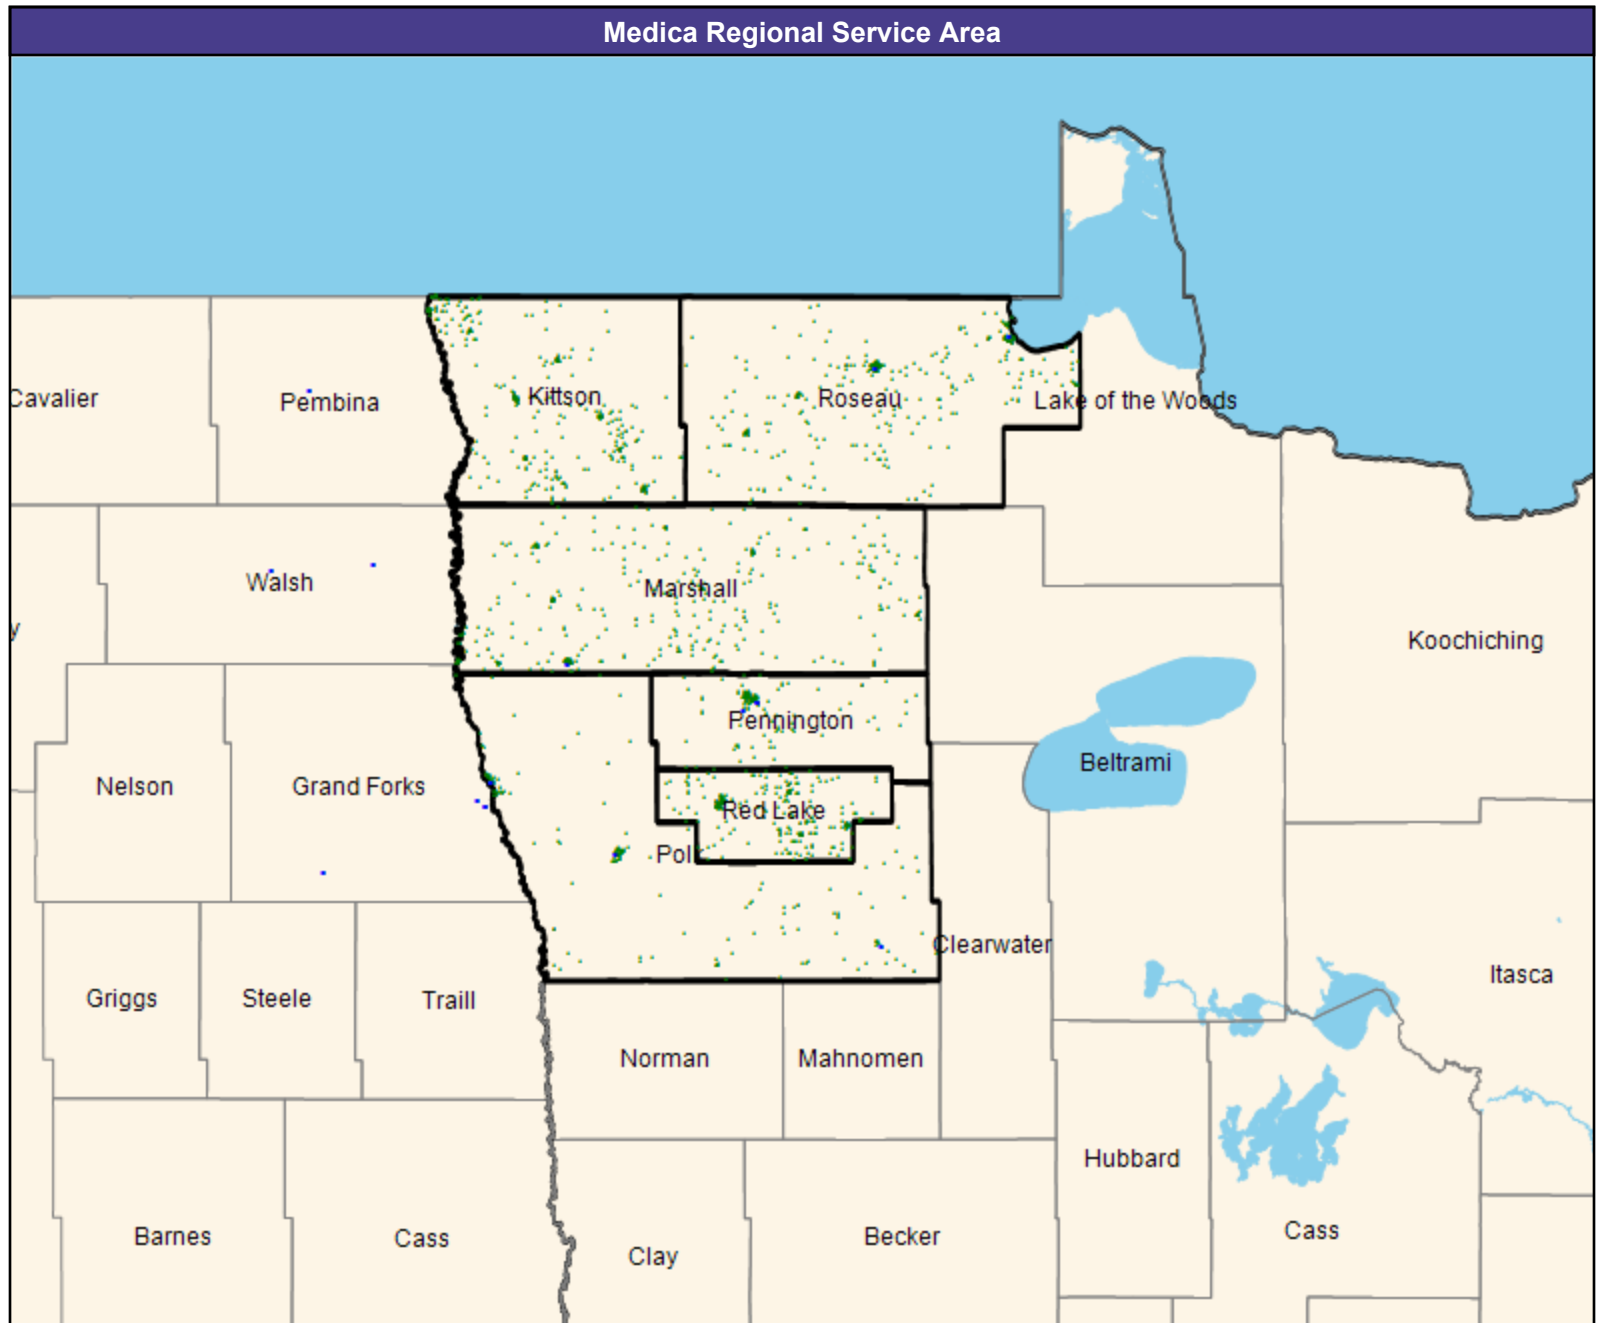 Medica Regional Service Area
Cavalier
Pembina
Kittson
Roseau
Lake of the Woods
Walsh
Marshall
y
Koochiching
Pennington
Beltrami
Nelson
Grand Forks
Red Lake
Pol
Clearwater
Itasca
Griggs
Steele
Traill
Norman
Mahnomen
Hubbard
Barnes
Cass
Clay
Becker
Cass